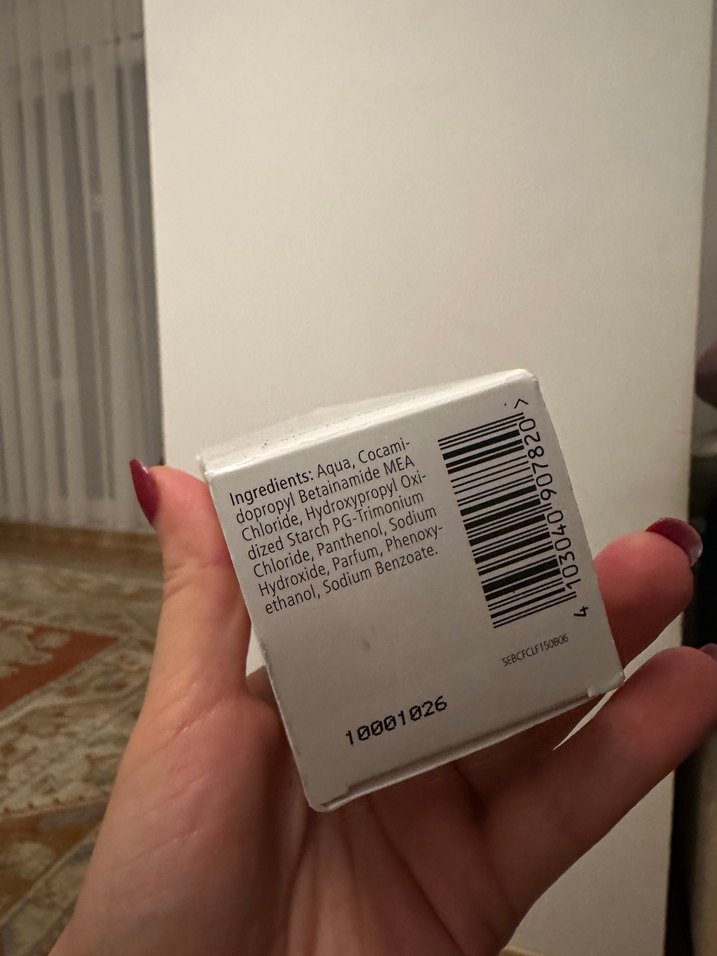 Ingredients: Aqua, Cocami-
dopropyl Betainamide MEA
Chloride, Hydroxypropyl Oxi-
dized Starch PG-Trimonium
Chloride, Panthenol, Sodium
Hydroxide, Parfum, Phenoxy-
ethanol, Sodium Benzoate.
4 103040 907820 >
SEBCFCLF150B06
10001026